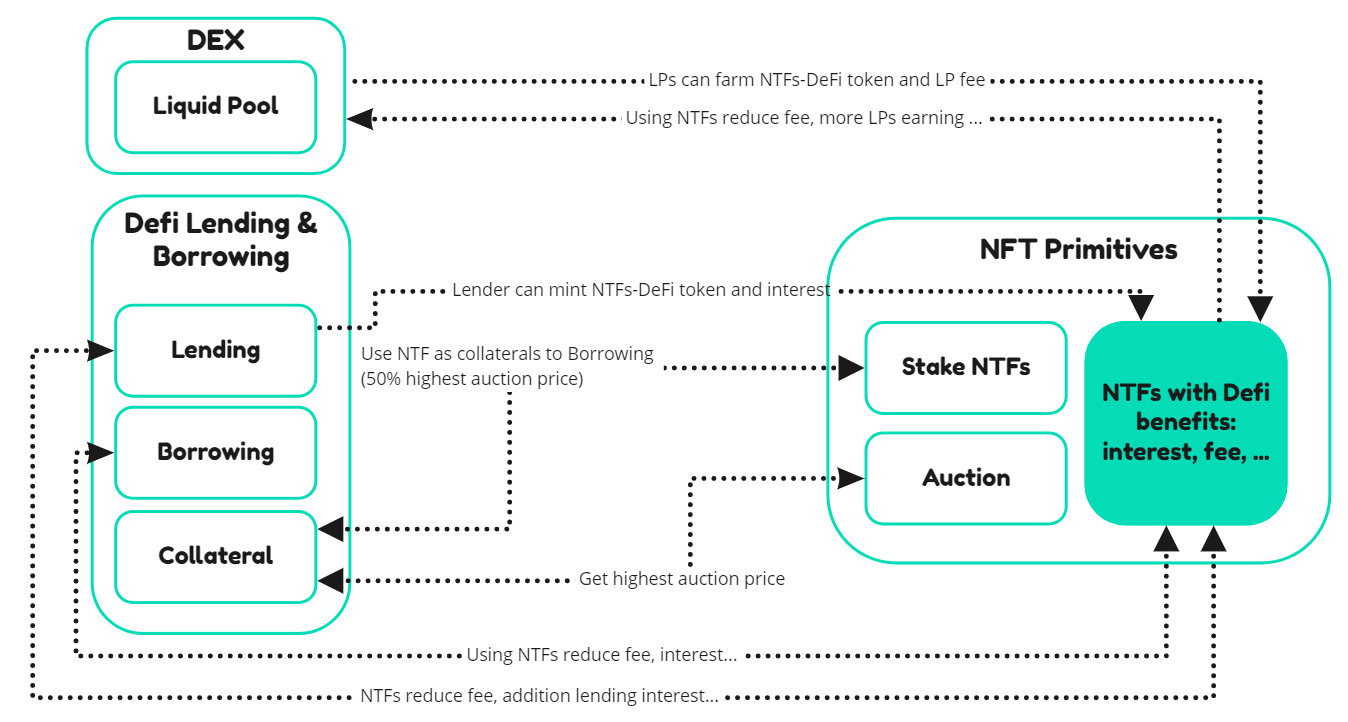 DEX
Liquid Pool
LPs can farm NTFs-DeFi token and LP fee
Using NTFs reduce fee, more LPs earning ...
Defi Lending &
Borrowing
NFT Primitives
Lender can mint NTFs-DeFi token and interest
Lending
Use NTF as collaterals to Borrowing
(50% highest auction price)
Stake NTFs
NTFs with Defi
benefits:
interest, fee, ...
Borrowing
Auction
Collateral
Get highest auction price
Using NTFs reduce fee, interest...
NTFs reduce fee, addition lending interest...